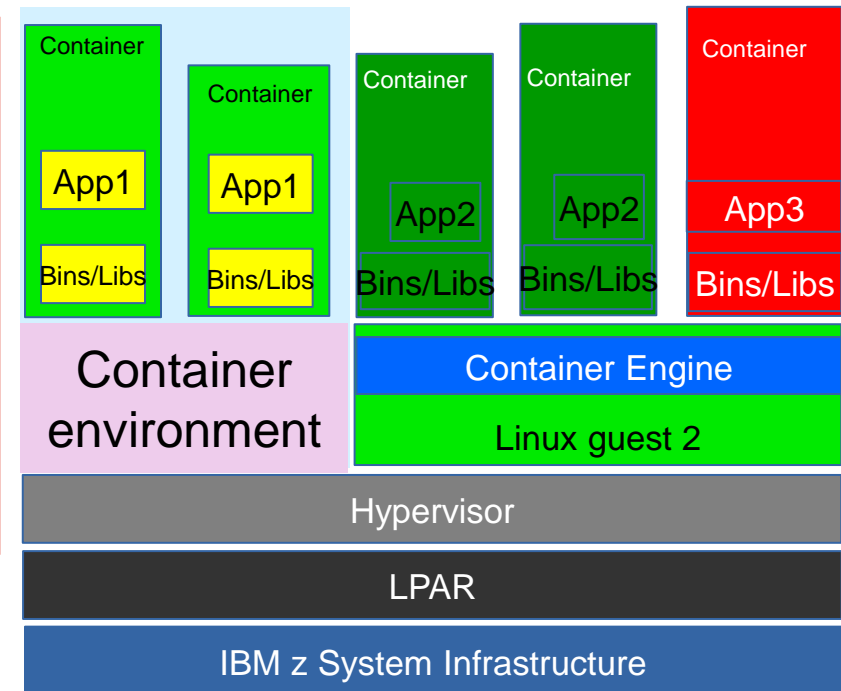 Container
Container
Container
Container
Container
App1
App1
App2
App2
App3
Bins/Libs
Bins/Libs
Bins/Libs
Bins/Libs
Bins/Libs
Container
environment
Container Engine
Linux guest 2
Hypervisor
LPAR
IBM z System Infrastructure